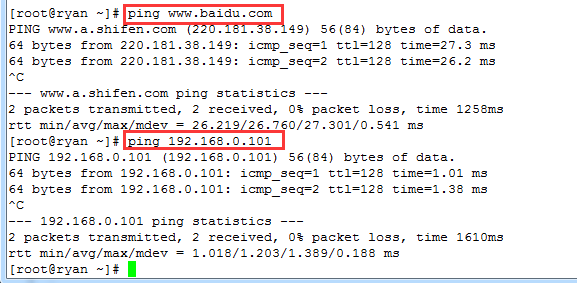 [root@ryan ~]# ping www.baidu.com
PING www.a.shifen.com (220.181.38.149) 56(84) bytes of data.
64 bytes from 220.181.38.149: icmp_seq=1 ttl=128 time=27.3 ms
64 bytes from 220.181.38.149: icmp_seq=2 ttl=128 time=26.2 ms
^C
--- www.a.shifen.com ping statistics ---
2 packets transmitted, 2 received, 0% packet loss, time 1258ms
rtt min/avg/max/mdev = 26.219/26.760/27.301/0.541 ms
[root@ryan ~]# ping 192.168.0.101
PING 192.168.0.101 (192.168.0.101) 56(84) bytes of data.
64 bytes from 192.168.0.101: icmp_seq=1 ttl=128 time=1.01 ms
64 bytes from 192.168.0.101: icmp_seq=2 ttl=128 time=1.38 ms
^C
--- 192.168.0.101 ping statistics ---
2 packets transmitted, 2 received, 0% packet loss, time 1610ms
rtt min/avg/max/mdev = 1.018/1.203/1.389/0.188 ms
[root@ryan ~]#